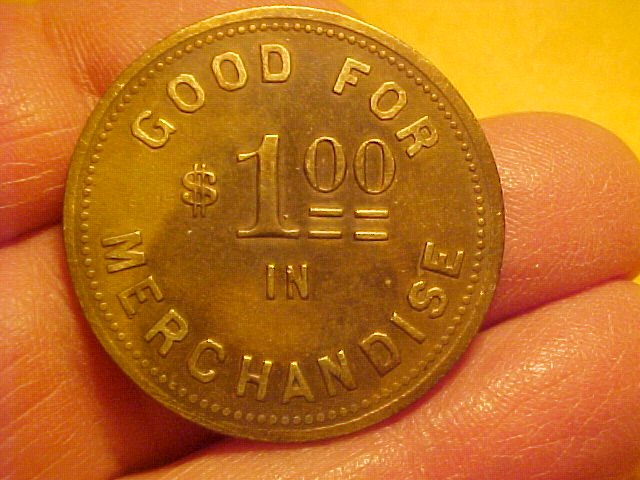 GOOD FOR
$1.00
IN
MERCHANDISE